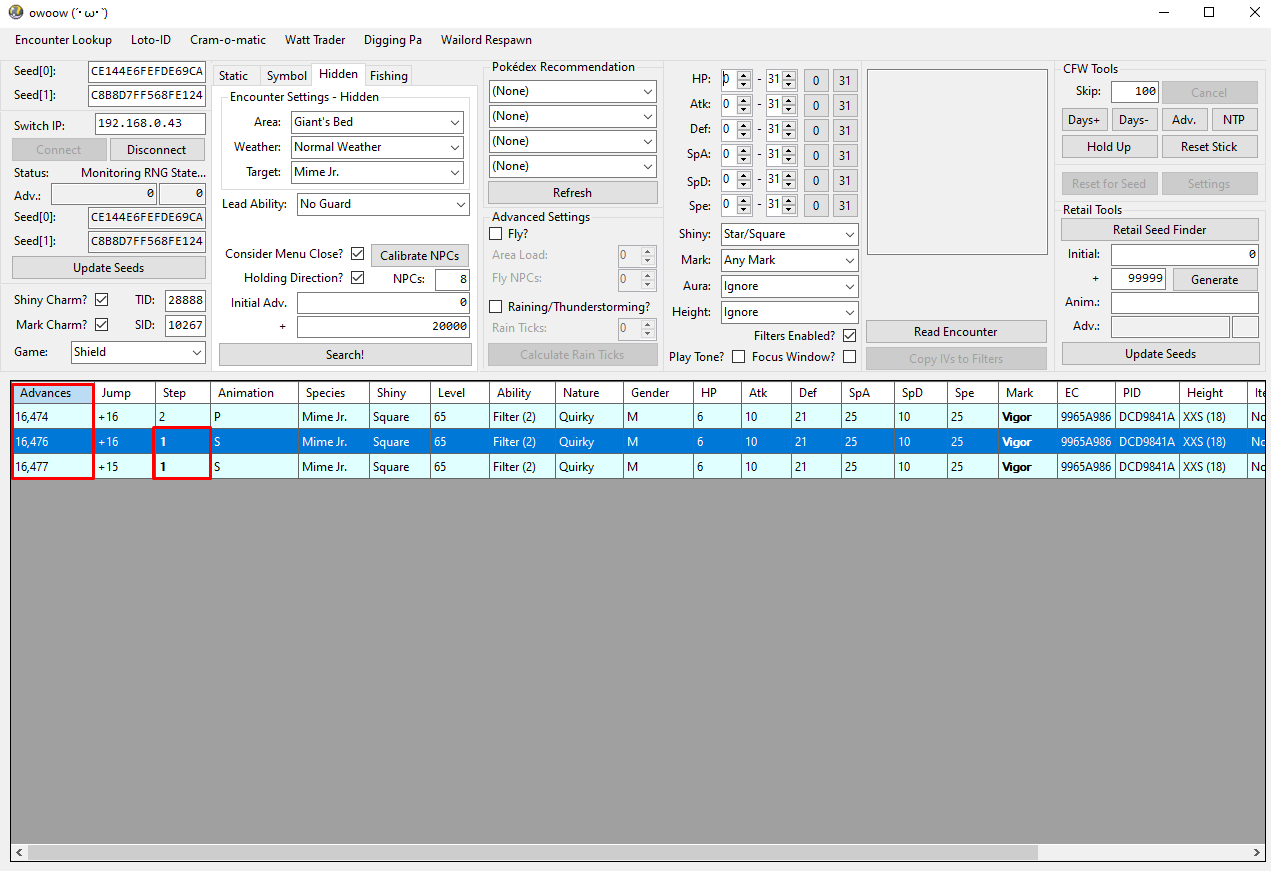 owoow (´･ω･`)
Encounter Lookup Loto-ID Cram-o-matic Watt Trader Digging Pa Wailord Respawn
Seed[0]: CE144E6FEFDE69CA
Seed[1]: C8B8D7FF568FE124
Switch IP: 192.168.0.43
Connect Disconnect
Status: Monitoring RNG State...
Adv.: 0 0
Seed[0]: CE144E6FEFDE69CA
Seed[1]: C8B8D7FF568FE124
Update Seeds
Shiny Charm? TID: 28888
Mark Charm? SID: 10267
Game: Shield
Static Symbol Hidden Fishing
Encounter Settings - Hidden
Area: Giant's Bed
Weather: Normal Weather
Target: Mime Jr.
Lead Ability: No Guard
Consider Menu Close? Calibrate NPCs
Holding Direction? NPCs: 8
Initial Adv. 0
+ 20000
Search!
Pokédex Recommendation
(None)
(None)
(None)
(None)
Refresh
Advanced Settings
Fly?
Area Load: 0
Fly NPCs: 0
Raining/Thunderstorming?
Rain Ticks: 0
Calculate Rain Ticks
HP: 0 - 31 0 31
Atk: 0 - 31 0 31
Def: 0 - 31 0 31
SpA: 0 - 31 0 31
SpD: 0 - 31 0 31
Spe: 0 - 31 0 31
Shiny: Star/Square
Mark: Any Mark
Aura: Ignore
Height: Ignore
Filters Enabled?
Play Tone? Focus Window?
Read Encounter
Copy IVs to Filters
CFW Tools
Skip: 100 Cancel
Days+ Days- Adv. NTP
Hold Up Reset Stick
Reset for Seed Settings
Retail Tools
Retail Seed Finder
Initial: 0
+ 99999 Generate
Anim.:
Adv.:
Update Seeds
Advances Jump Step Animation Species Shiny Level Ability Nature Gender HP Atk Def SpA SpD Spe Mark EC PID Height Ite
16,474 +16 2 P Mime Jr. Square 65 Filter (2) Quirky M 6 10 21 25 10 25 Vigor 9965A986 DCD9841A XXS (18) No
16,476 +16 1 S Mime Jr. Square 65 Filter (2) Quirky M 6 10 21 25 10 25 Vigor 9965A986 DCD9841A XXS (18) No
16,477 +15 1 S Mime Jr. Square 65 Filter (2) Quirky M 6 10 21 25 10 25 Vigor 9965A986 DCD9841A XXS (18) No